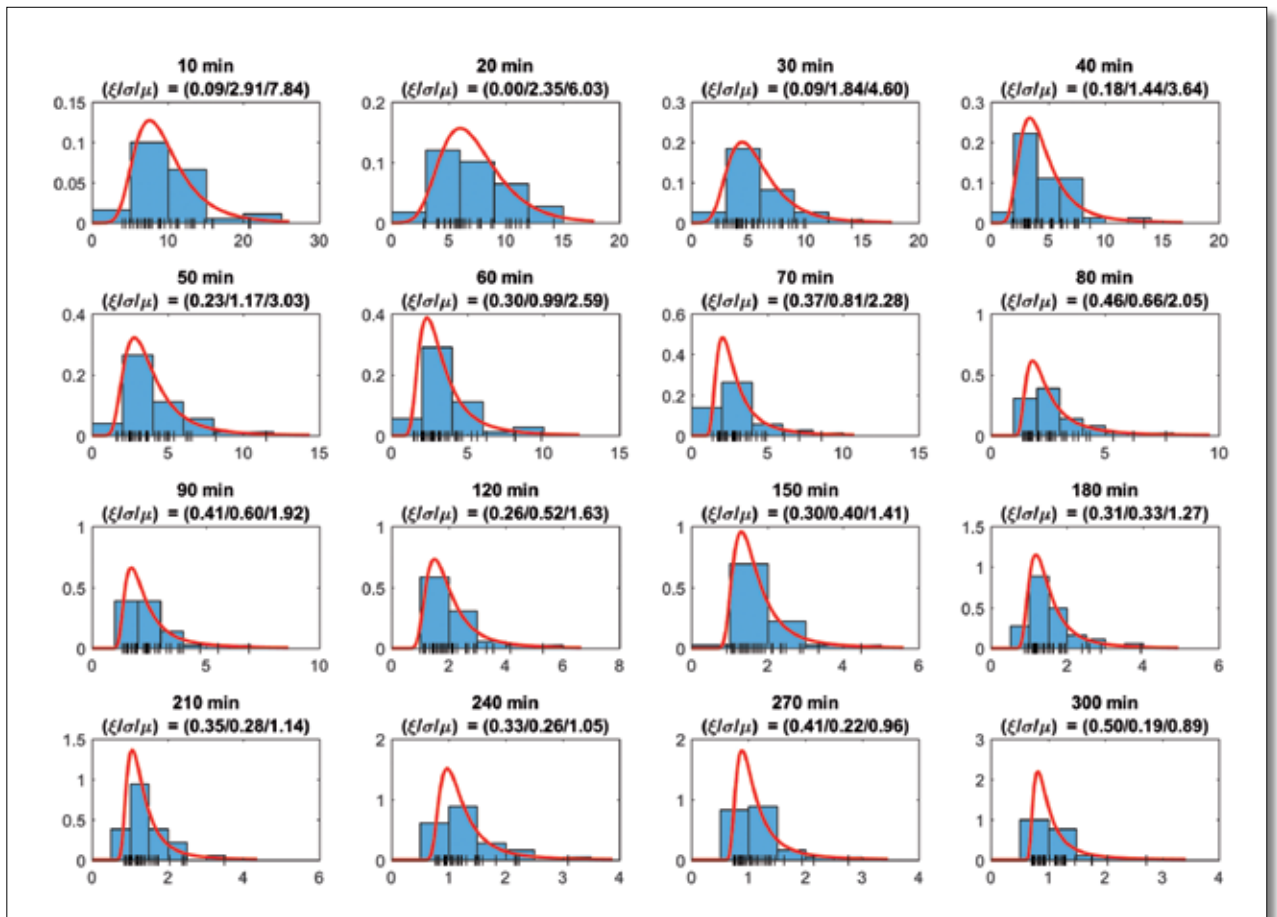 10 min
(ξ/σ/μ) = (0.09/2.91/7.84)
0.15
0.1
0.05
0
0 10 20 30
20 min
(ξ/σ/μ) = (0.00/2.35/6.03)
0.2
0.1
0
0 5 10 15 20
30 min
(ξ/σ/μ) = (0.09/1.84/4.60)
0.3
0.2
0.1
0
0 5 10 15 20
40 min
(ξ/σ/μ) = (0.18/1.44/3.64)
0.3
0.2
0.1
0
0 5 10 15 20
50 min
(ξ/σ/μ) = (0.23/1.17/3.03)
0.4
0.2
0
0 5 10 15
60 min
(ξ/σ/μ) = (0.30/0.99/2.59)
0.4
0.2
0
0 5 10 15
70 min
(ξ/σ/μ) = (0.37/0.81/2.28)
0.6
0.4
0.2
0
0 5 10 15
80 min
(ξ/σ/μ) = (0.46/0.66/2.05)
1
0.5
0
0 5 10
90 min
(ξ/σ/μ) = (0.41/0.60/1.92)
1
0.5
0
0 5 10
120 min
(ξ/σ/μ) = (0.26/0.52/1.63)
1
0.5
0
0 2 4 6 8
150 min
(ξ/σ/μ) = (0.30/0.40/1.41)
1
0.5
0
0 2 4 6
180 min
(ξ/σ/μ) = (0.31/0.33/1.27)
1.5
1
0.5
0
0 2 4 6
210 min
(ξ/σ/μ) = (0.35/0.28/1.14)
1.5
1
0.5
0
0 2 4 6
240 min
(ξ/σ/μ) = (0.33/0.26/1.05)
2
1
0
0 1 2 3 4
270 min
(ξ/σ/μ) = (0.41/0.22/0.96)
2
1
0
0 1 2 3 4
300 min
(ξ/σ/μ) = (0.50/0.19/0.89)
3
2
1
0
0 1 2 3 4